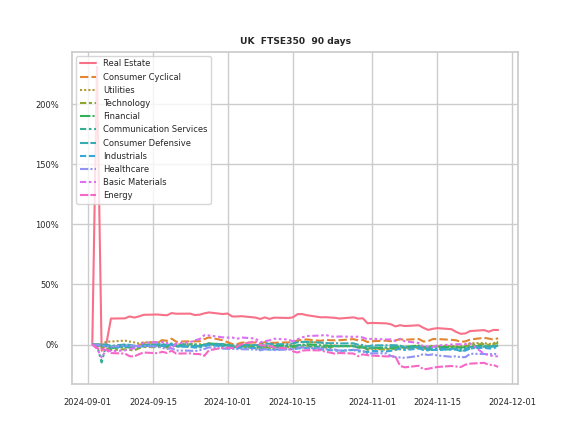 UK  FTSE350  90 days
Real Estate
Consumer Cyclical
Utilities
Technology
Financial
Communication Services
Consumer Defensive
Industrials
Healthcare
Basic Materials
Energy
200%
150%
100%
50%
0%
2024-09-01 2024-09-15 2024-10-01 2024-10-15 2024-11-01 2024-11-15 2024-12-01